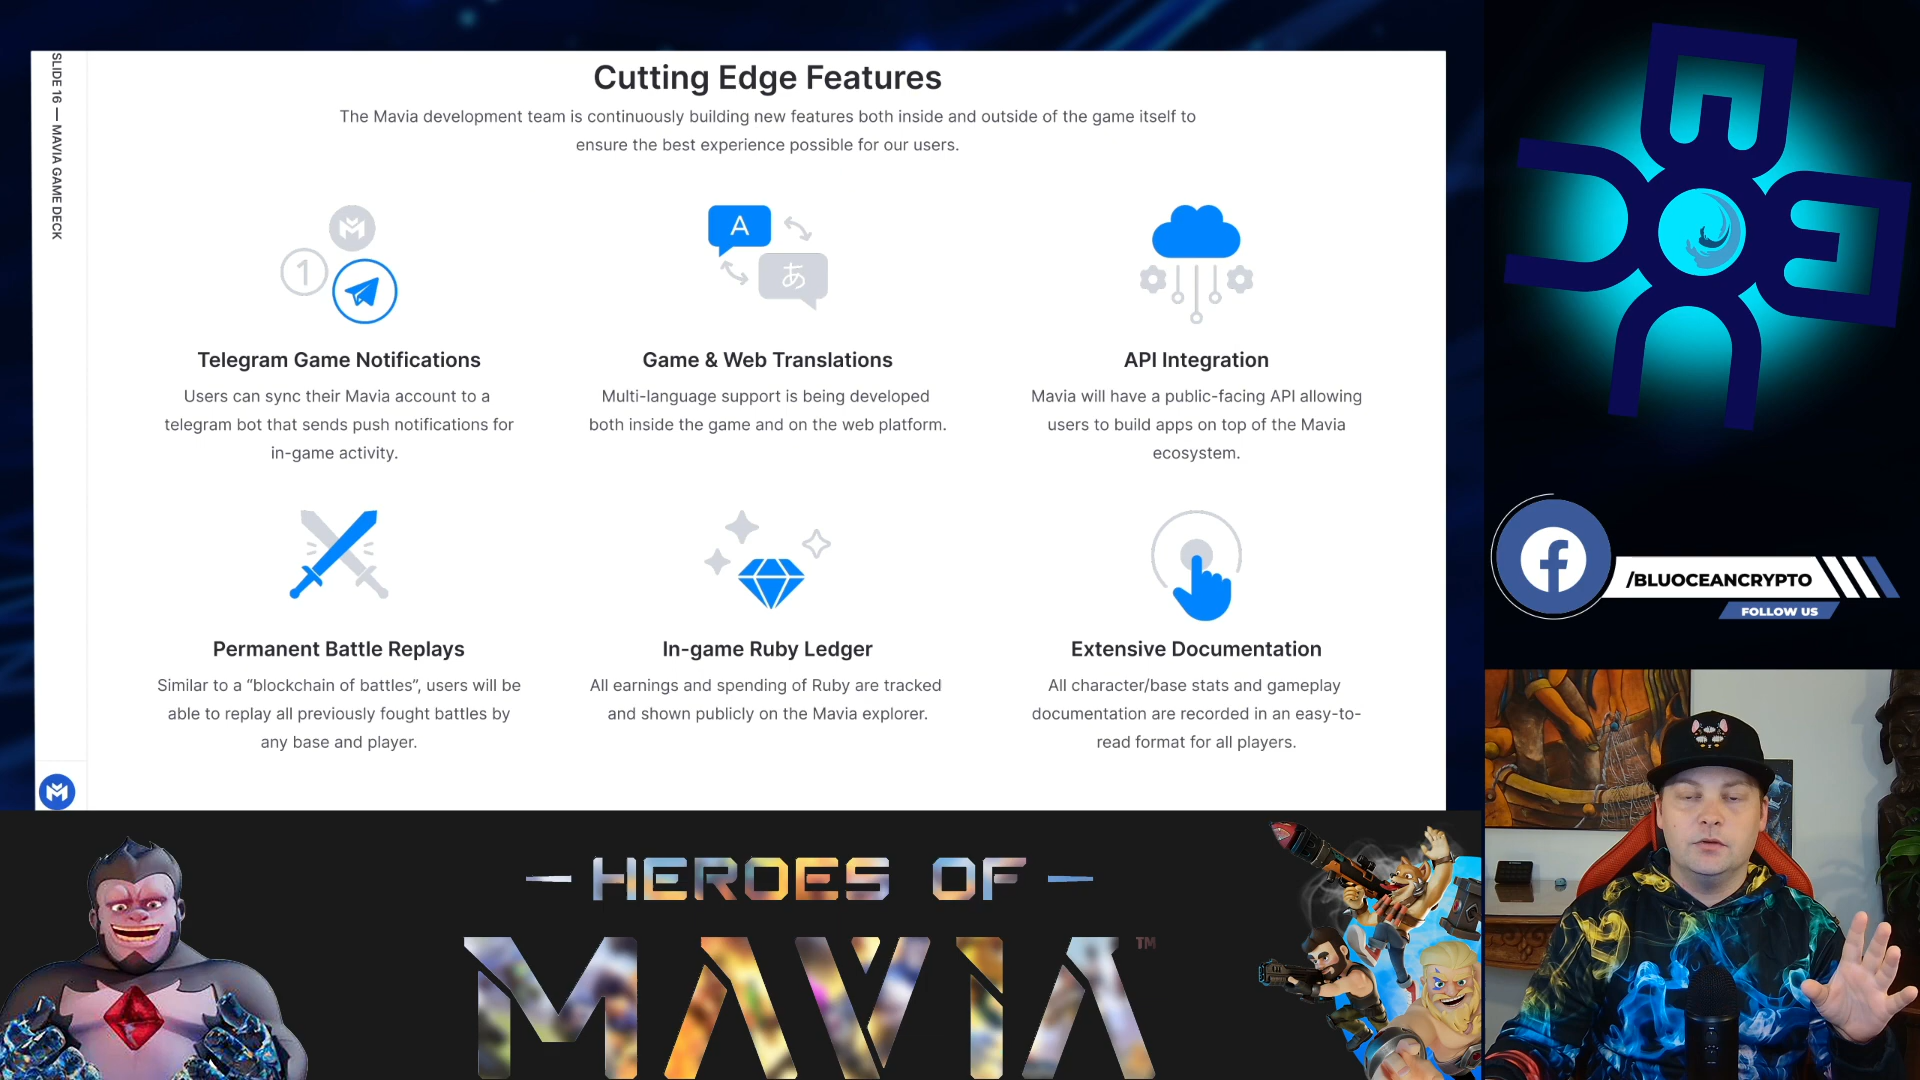 SLIDE 16 — MAVIA GAME DECK
Cutting Edge Features
The Mavia development team is continuously building new features both inside and outside of the game itself to
ensure the best experience possible for our users.
1
A
あ
Telegram Game Notifications
Users can sync their Mavia account to a
telegram bot that sends push notifications for
in-game activity.
Game & Web Translations
Multi-language support is being developed
both inside the game and on the web platform.
API Integration
Mavia will have a public-facing API allowing
users to build apps on top of the Mavia
ecosystem.
Permanent Battle Replays
Similar to a “blockchain of battles”, users will be
able to replay all previously fought battles by
any base and player.
In-game Ruby Ledger
All earnings and spending of Ruby are tracked
and shown publicly on the Mavia explorer.
Extensive Documentation
All character/base stats and gameplay
documentation are recorded in an easy-to-
read format for all players.
/BLUOCEANCRYPTO
FOLLOW US
HEROES OF
MAVIA™